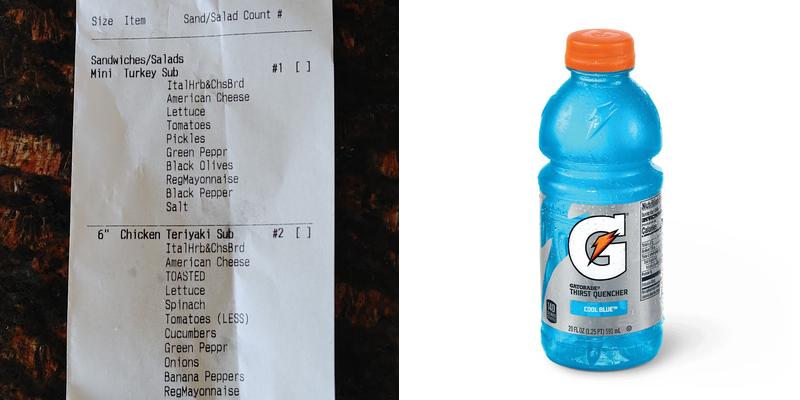 Size Item Sand/Salad Count #
Sandwiches/Salads
Mini Turkey Sub #1 [ ]
ItalHrb&ChsBrd
American Cheese
Lettuce
Tomatoes
Pickles
Green Peppr
Black Olives
RegMayonnaise
Black Pepper
Salt
6" Chicken Teriyaki Sub #2 [ ]
ItalHrb&ChsBrd
American Cheese
TOASTED
Lettuce
Spinach
Tomatoes (LESS)
Cucumbers
Green Peppr
Onions
Banana Peppers
RegMayonnaise
G
GATORADE®
THIRST QUENCHER
COOL BLUE™
140
20 FL OZ (1.25 PT) 591 mL